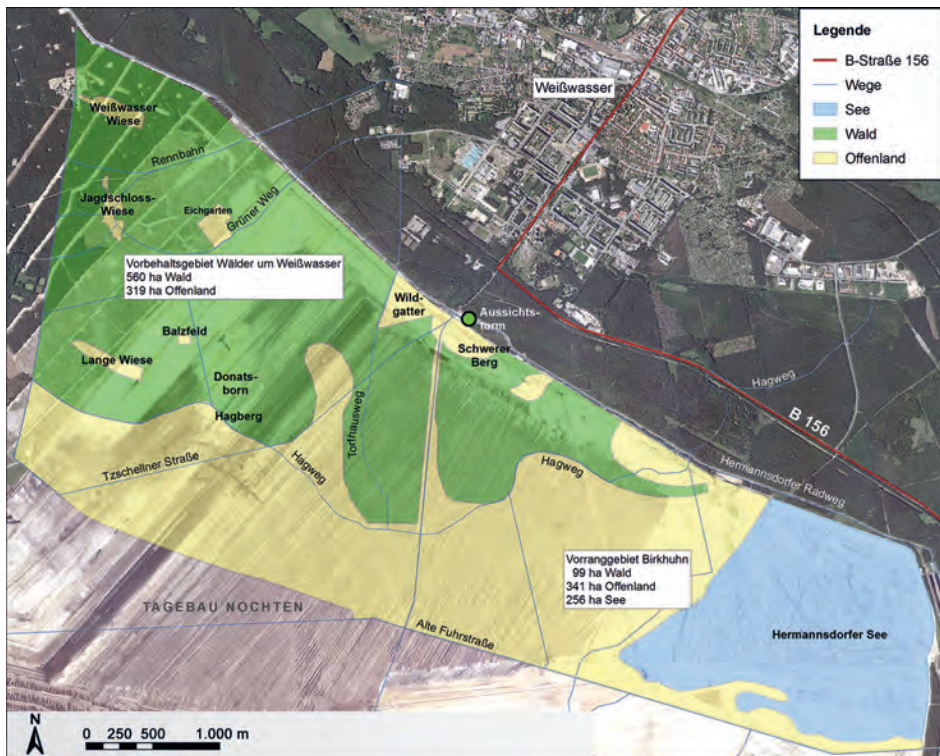 Legende
B-Straße 156
Wege
See
Wald
Offenland
Weißwasser
Weißwasser
Wiese
Rennbahn
Jagdschloss-
Wiese
Eichgarten
Grüner Weg
Vorbehaltsgebiet Wälder um Weißwasser
560 ha Wald
319 ha Offenland
Wild-
gatter
Aussichts-
turm
Schwerer
Berg
Balzfeld
Lange Wiese
Donats-
born
Hagberg
Torfhausweg
Hagweg
B 156
Tzschellner Straße
Hagweg
Hagweg
Hermannsdorfer Radweg
Vorranggebiet Birkhuhn
99 ha Wald
341 ha Offenland
256 ha See
TAGEBAU NOCHTEN
Alte Fuhrstraße
Hermannsdorfer See
N
0 250 500 1.000 m